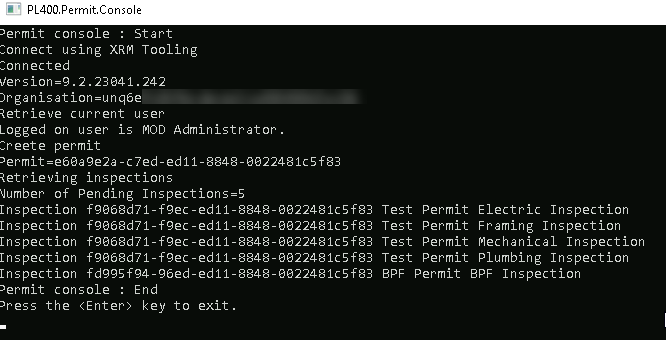 PL400.Permit.Console
Permit console : Start
Connect using XRM Tooling
Connected
Version=9.2.23041.242
Organisation=unq6e
Retrieve current user
Logged on user is MOD Administrator.
Creete permit
Permit=e60a9e2a-c7ed-ed11-8848-0022481c5f83
Retrieving inspections
Number of Pending Inspections=5
Inspection f9068d71-f9ec-ed11-8848-0022481c5f83 Test Permit Electric Inspection
Inspection f9068d71-f9ec-ed11-8848-0022481c5f83 Test Permit Framing Inspection
Inspection f9068d71-f9ec-ed11-8848-0022481c5f83 Test Permit Mechanical Inspection
Inspection f9068d71-f9ec-ed11-8848-0022481c5f83 Test Permit Plumbing Inspection
Inspection fd995f94-96ed-ed11-8848-0022481c5f83 BPF Permit BPF Inspection
Permit console : End
Press the <Enter> key to exit.